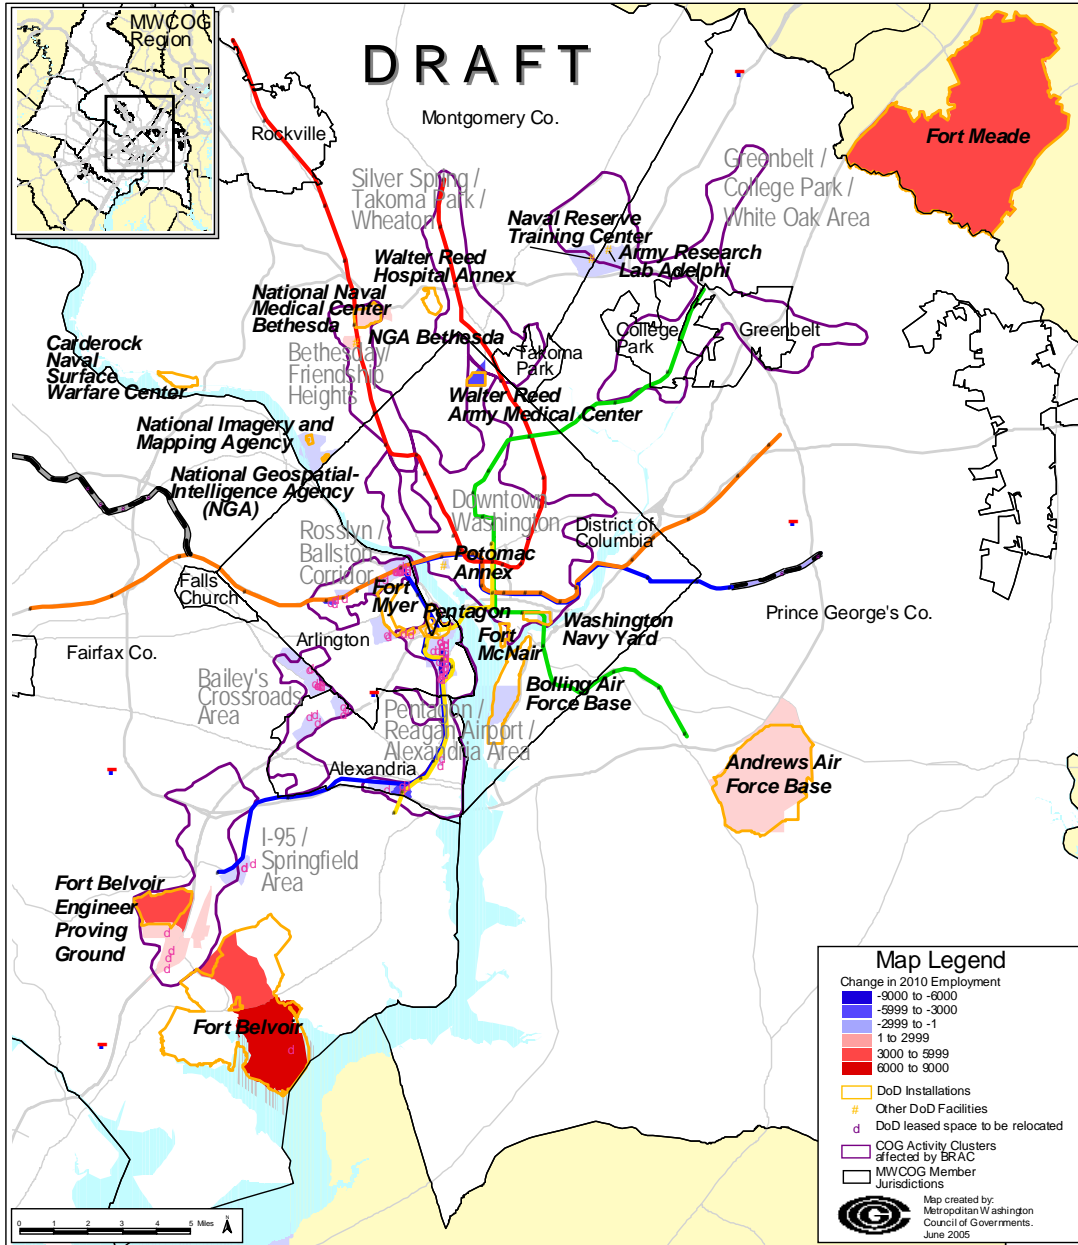 MWCOG
Region
DRAFT
Montgomery Co.
Rockville
Fort Meade
Silver Spring /
Takoma Park /
Wheaton
Greenbelt /
College Park /
White Oak Area
Naval Reserve
Training Center
Army Research
Lab Adelphi
Walter Reed
Hospital Annex
National Naval
Medical Center
Bethesda
NGA Bethesda
College
Park
Greenbelt
Takoma
Park
Carderock
Naval
Surface
Warfare Center
Bethesda/
Friendship
Heights
Walter Reed
Army Medical Center
National Imagery and
Mapping Agency
National Geospatial-
Intelligence Agency
(NGA)
Downtown
Washington
District of
Columbia
Rosslyn /
Ballston
Corridor
Potomac
Annex
Falls
Church
Fort
Myer
Pentagon
Prince George's Co.
Washington
Navy Yard
Fort
McNair
Arlington
Fairfax Co.
Bailey's
Crossroads
Area
Bolling Air
Force Base
Pentagon /
Reagan Airport /
Alexandria Area
Alexandria
Andrews Air
Force Base
I-95 /
Springfield
Area
Fort Belvoir
Engineer
Proving
Ground
Fort Belvoir
Map Legend
Change in 2010 Employment
-9000 to -6000
-5999 to -3000
-2999 to -1
1 to 2999
3000 to 5999
6000 to 9000
DoD Installations
# Other DoD Facilities
d DoD leased space to be relocated
COG Activity Clusters
affected by BRAC
MWCOG Member
Jurisdictions
Map created by:
Metropolitan Washington
Council of Governments.
June 2005
0 1 2 3 4 5 Miles
N